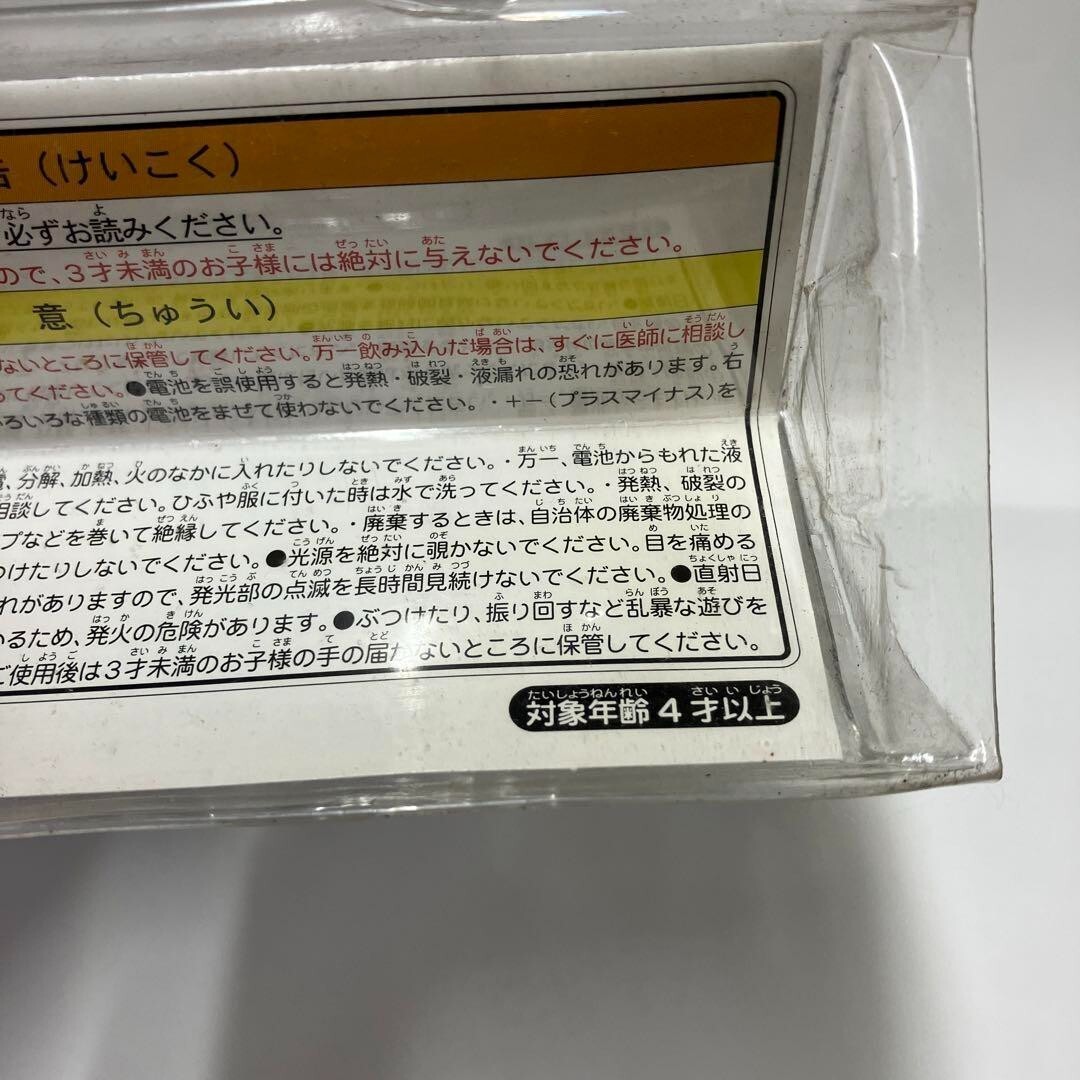 告（けいこく）
必ずお読みください。
ので、３才未満のお子様には絶対に与えないでください。
意（ちゅうい）
ないところに保管してください。万一飲み込んだ場合は、すぐに医師に相談し
ってください。●電池を誤使用すると発熱・破裂・液漏れの恐れがあります。右
いろいろな種類の電池をまぜて使わないでください。・＋－（プラスマイナス）を
分解、加熱、火のなかに入れたりしないでください。・万一、電池からもれた液
相談してください。ひふや服に付いた時は水で洗ってください。・発熱、破裂の
プなどを巻いて絶縁してください。・廃棄するときは、自治体の廃棄物処理の
つけたりしないでください。●光源を絶対に覗かないでください。目を痛める
れがありますので、発光部の点滅を長時間見続けないでください。●直射日
いるため、発火の危険があります。●ぶつけたり、振り回すなど乱暴な遊びを
ご使用後は３才未満のお子様の手の届かないところに保管してください。
対象年齢４才以上